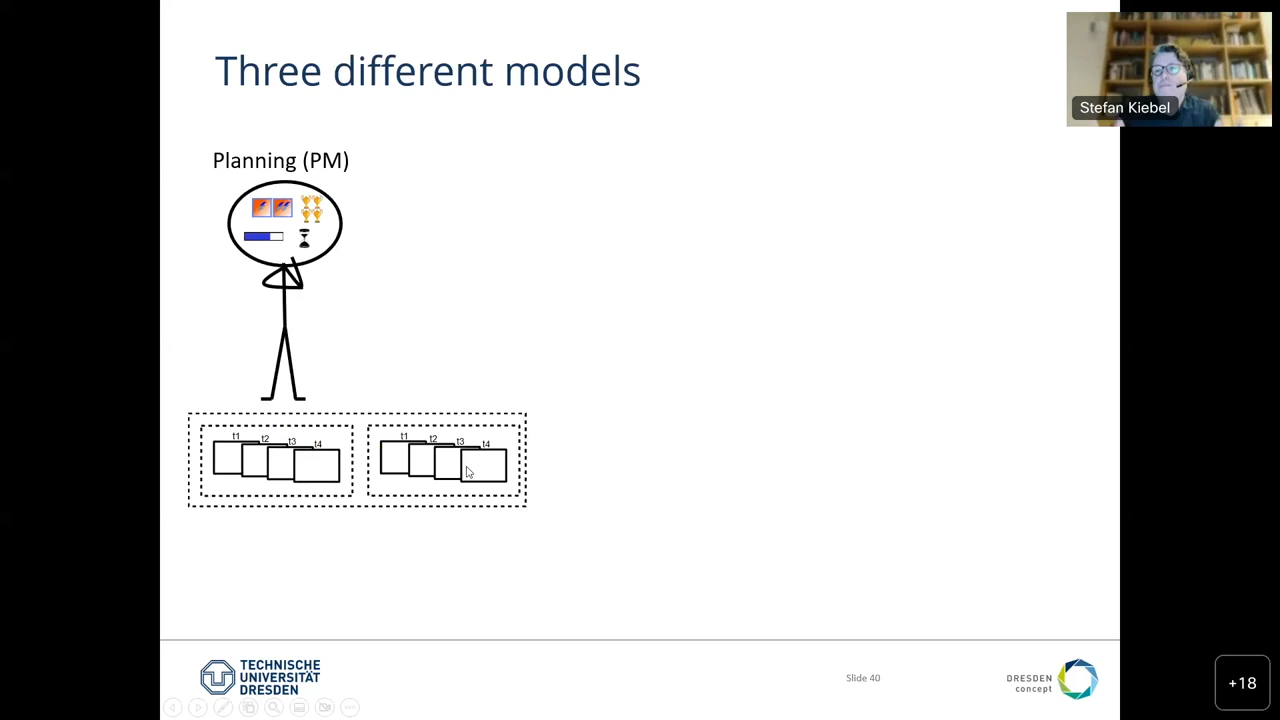 Three different models
Stefan Kiebel
Planning (PM)
t1 t2 t3 t4
t1 t2 t3 t4
TECHNISCHE
UNIVERSITÄT
DRESDEN
Slide 40
DRESDEN
concept
+18